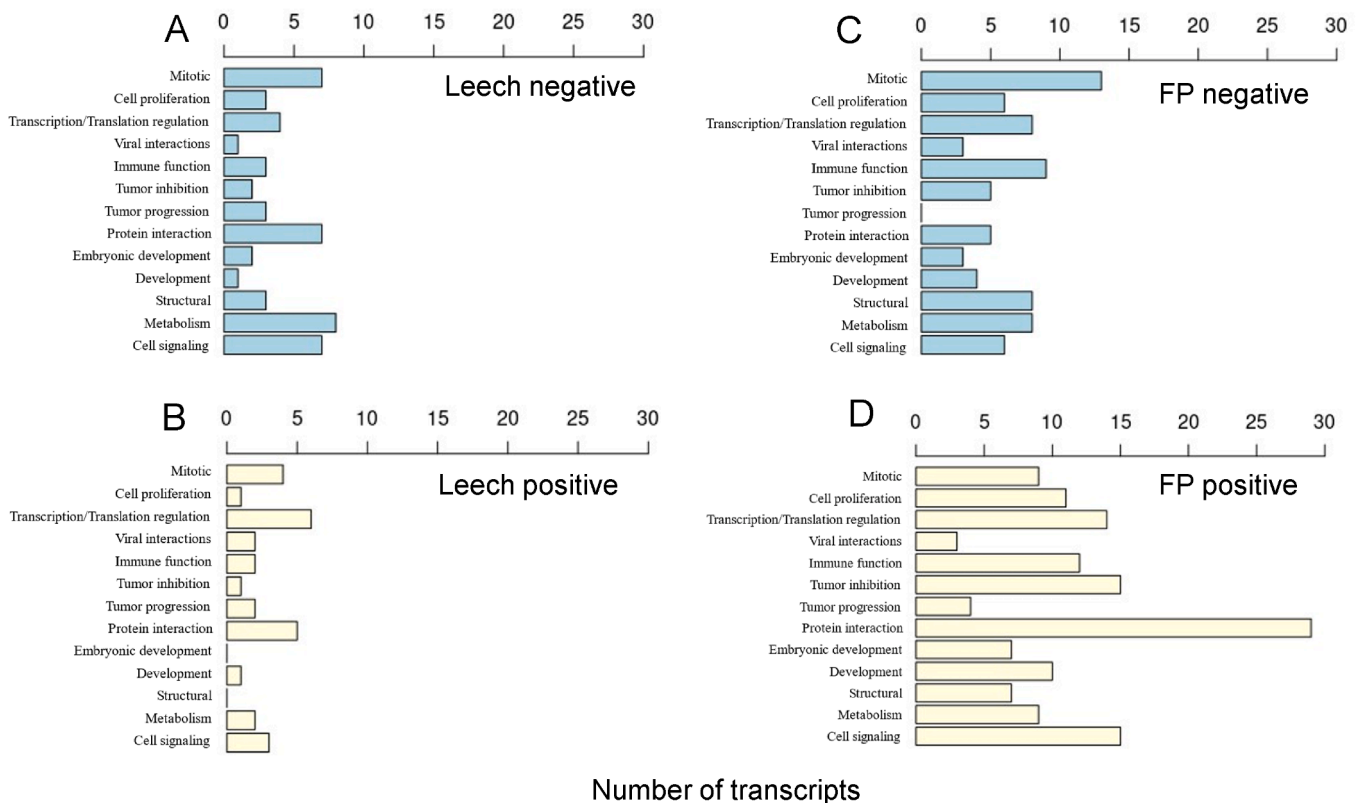 A
0 5 10 15 20 25 30
Leech negative
Mitotic
Cell proliferation
Transcription/Translation regulation
Viral interactions
Immune function
Tumor inhibition
Tumor progression
Protein interaction
Embryonic development
Development
Structural
Metabolism
Cell signaling
C
0 5 10 15 20 25 30
FP negative
Mitotic
Cell proliferation
Transcription/Translation regulation
Viral interactions
Immune function
Tumor inhibition
Tumor progression
Protein interaction
Embryonic development
Development
Structural
Metabolism
Cell signaling
B
0 5 10 15 20 25 30
Leech positive
Mitotic
Cell proliferation
Transcription/Translation regulation
Viral interactions
Immune function
Tumor inhibition
Tumor progression
Protein interaction
Embryonic development
Development
Structural
Metabolism
Cell signaling
D
0 5 10 15 20 25 30
FP positive
Mitotic
Cell proliferation
Transcription/Translation regulation
Viral interactions
Immune function
Tumor inhibition
Tumor progression
Protein interaction
Embryonic development
Development
Structural
Metabolism
Cell signaling
Number of transcripts